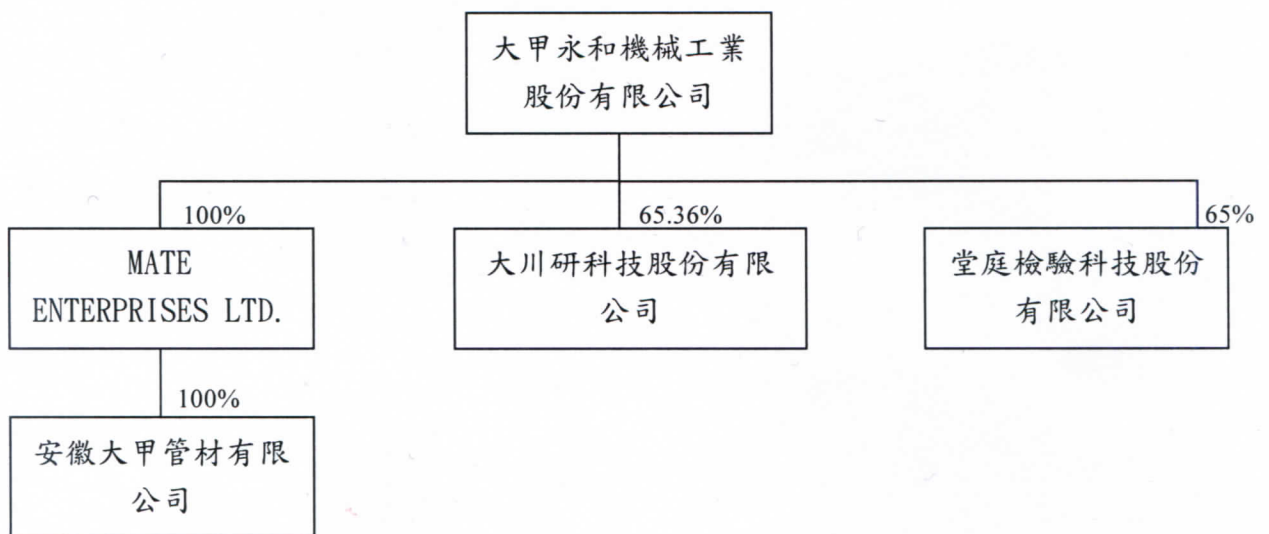 大甲永和機械工業
股份有限公司
100%
65.36%
65%
MATE
ENTERPRISES LTD.
大川研科技股份有限
公司
堂庭檢驗科技股份
有限公司
100%
安徽大甲管材有限
公司